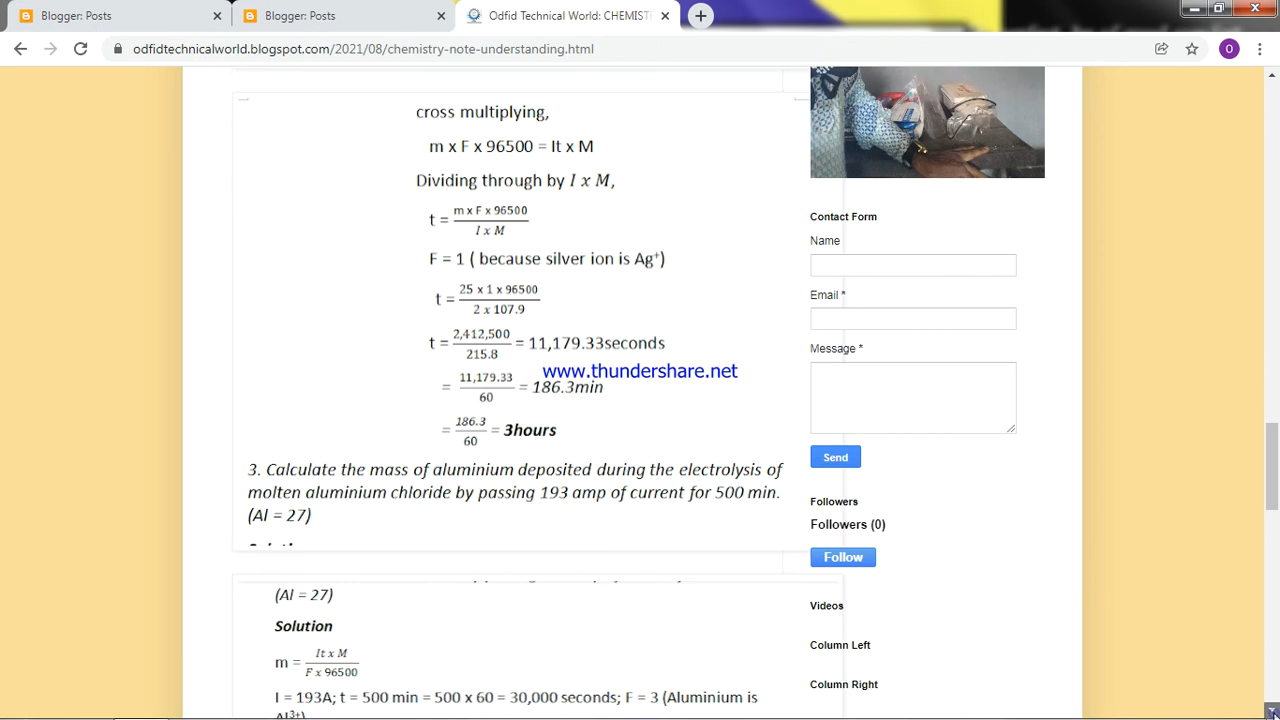 Blogger: Posts
Blogger: Posts
Odfid Technical World: CHEMIST
odfidtechnicalworld.blogspot.com/2021/08/chemistry-note-understanding.html
O
cross multiplying,
m x F x 96500 = It x M
Dividing through by I x M,
t = m x F x 96500
I x M
F = 1 ( because silver ion is Ag⁺)
t = 25 x 1 x 96500
2 x 107.9
t = 2,412,500 = 11,179.33seconds
215.8
www.thundershare.net
= 11,179.33 = 186.3min
60
= 186.3 = 3hours
60
3. Calculate the mass of aluminium deposited during the electrolysis of
molten aluminium chloride by passing 193 amp of current for 500 min.
(Al = 27)
(Al = 27)
Solution
m = It x M
F x 96500
I = 193A; t = 500 min = 500 x 60 = 30,000 seconds; F = 3 (Aluminium is
Al³⁺)
Contact Form
Name
Email *
Message *
Send
Followers
Followers (0)
Follow
Videos
Column Left
Column Right